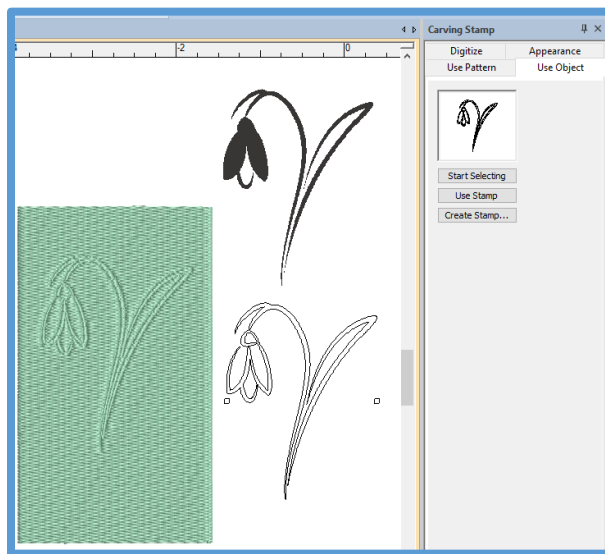 Carving Stamp
Digitize Appearance
Use Pattern Use Object
-2 0
Start Selecting
Use Stamp
Create Stamp...